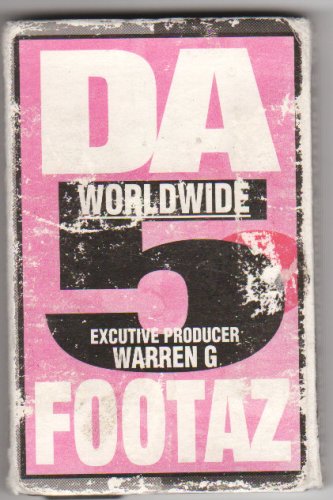 DA
WORLDWIDE
5
EXCUTIVE PRODUCER
WARREN G
FOOTAZ